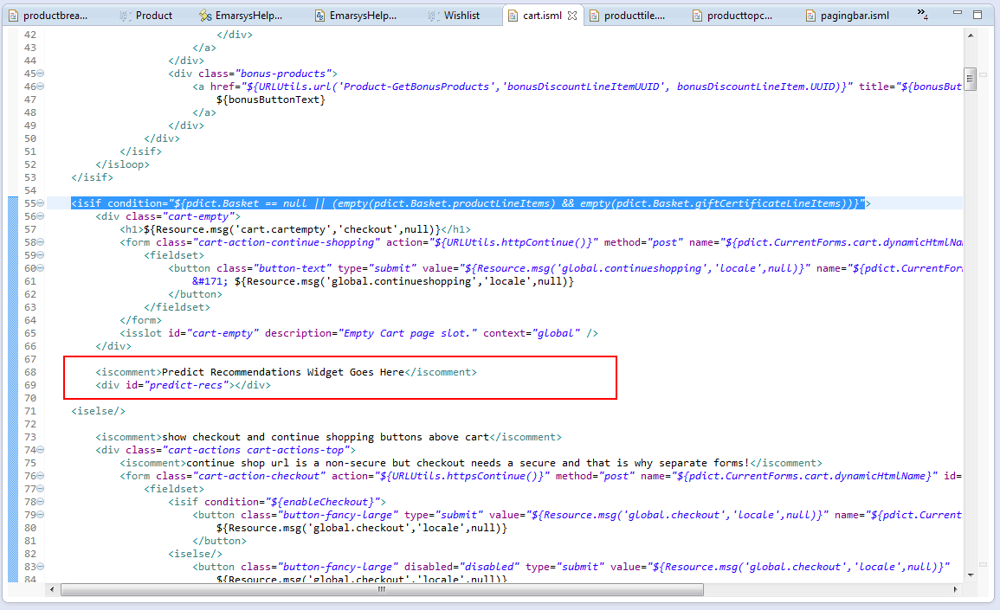 productbrea... Product EmarsysHelp... EmarsysHelp... Wishlist cart.isml producttile.... producttopc... pagingbar.isml »4
42 </div>
43 </a>
44 </div>
45 <div class="bonus-products">
46 <a href="${URLUtils.url('Product-GetBonusProducts','bonusDiscountLineItemUUID', bonusDiscountLineItem.UUID)}" title="${bonusBut
47 ${bonusButtonText}
48 </a>
49 </div>
50 </div>
51 </isif>
52 </isloop>
53 </isif>
54
55 <isif condition="${pdict.Basket == null || (empty(pdict.Basket.productLineItems) && empty(pdict.Basket.giftCertificateLineItems))}">
56 <div class="cart-empty">
57 <h1>${Resource.msg('cart.cartempty','checkout',null)}</h1>
58 <form class="cart-action-continue-shopping" action="${URLUtils.httpContinue()}" method="post" name="${pdict.CurrentForms.cart.dynamicHtmlNam
59 <fieldset>
60 <button class="button-text" type="submit" value="${Resource.msg('global.continueshopping','locale',null)}" name="${pdict.CurrentForm
61 &#171; ${Resource.msg('global.continueshopping','locale',null)}
62 </button>
63 </fieldset>
64 </form>
65 <isslot id="cart-empty" description="Empty Cart page slot." context="global" />
66 </div>
67
68 <iscomment>Predict Recommendations Widget Goes Here</iscomment>
69 <div id="predict-recs"></div>
70
71 <iselse/>
72
73 <iscomment>show checkout and continue shopping buttons above cart</iscomment>
74 <div class="cart-actions cart-actions-top">
75 <iscomment>continue shop url is a non-secure but checkout needs a secure and that is why separate forms!</iscomment>
76 <form class="cart-action-checkout" action="${URLUtils.httpsContinue()}" method="post" name="${pdict.CurrentForms.cart.dynamicHtmlName}" id=
77 <fieldset>
78 <isif condition="${enableCheckout}">
79 <button class="button-fancy-large" type="submit" value="${Resource.msg('global.checkout','locale',null)}" name="${pdict.Current
80 ${Resource.msg('global.checkout','locale',null)}
81 </button>
82 <iselse/>
83 <button class="button-fancy-large" disabled="disabled" type="submit" value="${Resource.msg('global.checkout','locale',null)}"
84 ${Resource.msg('global.checkout','locale',null)}